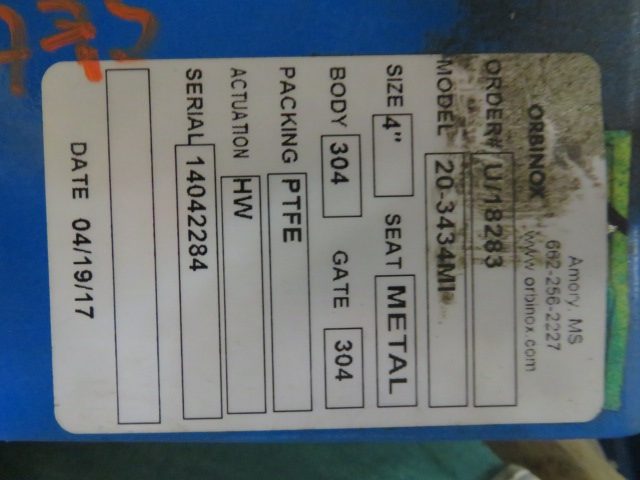 ORBINOX
Amory, MS
662-256-2227
www.orbinox.com
ORDER# U/18283
MODEL 20-3434MI
SIZE 4" SEAT METAL
BODY 304 GATE 304
PACKING PTFE
ACTUATION HW
SERIAL 14042284
DATE 04/19/17